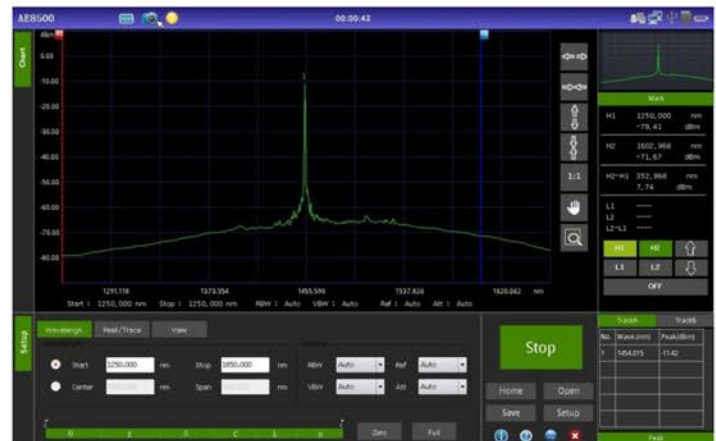 AE8500
00:00:42
Chart
dBm
0.00
-10.00
-30.00
-40.00
-50.00
-70.00
-80.00
1
1291.118 1373.354 1455.590 1537.826 1620.062 nm
Start : 1250,000 nm Stop : 1250,000 nm RBW : Auto VBW : Auto Ref : Auto Att : Auto
1:1
Mark
H1 1250,000 nm
-79,41 dBm
H2 1602,968 nm
-71,67 dBm
H2-H1 352,968 nm
7,74 dBm
L1 ----
L2 ----
L2-L1 ----
H1 H2
L1 L2
OFF
Setup
Wavelength Peak/Trace View
Start 1250,000 nm Stop 1650,000 nm
Center nm Span nm
RBW Auto Ref Auto
VBW Auto Att Auto
O E S C L U
Zero Full
Stop
Home Open
Save Setup
TraceA TraceB
No. Wave.(nm) Peak(dBm)
1 1454.015 -11.42
Peak